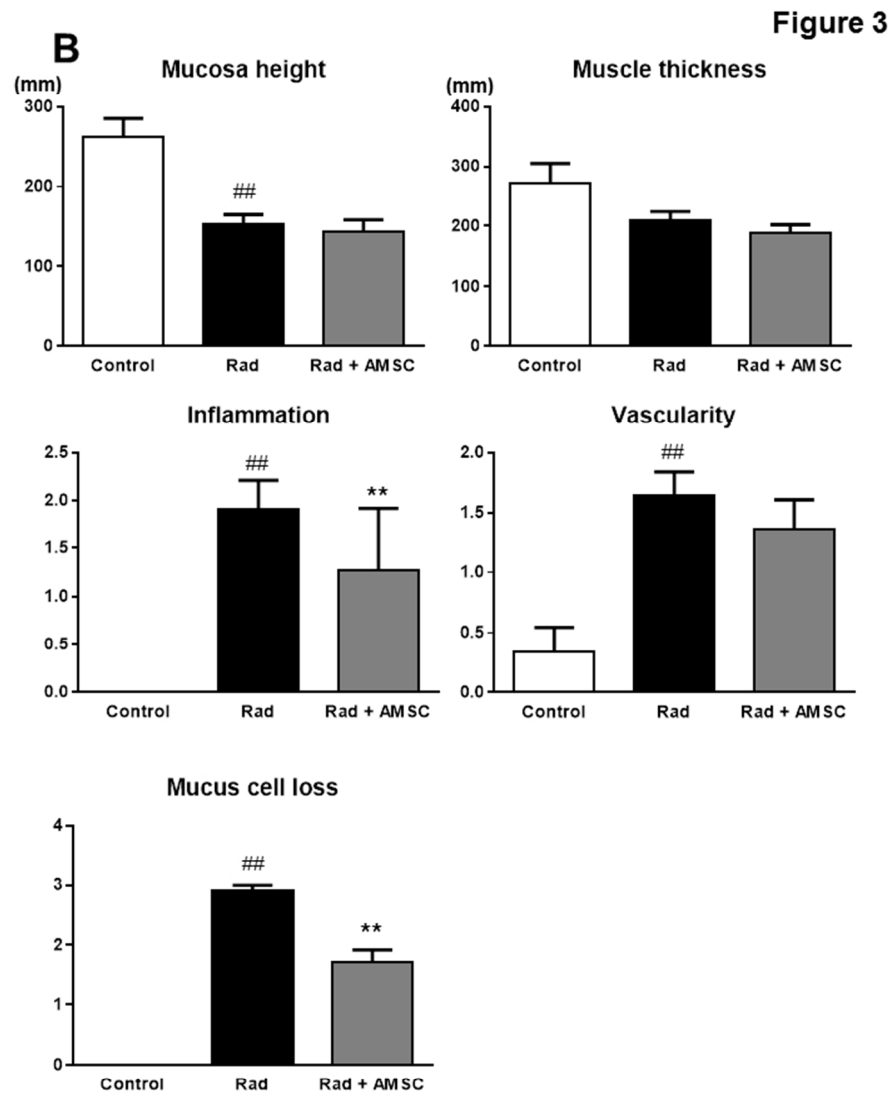 Figure 3
B
Mucosa height
(mm)
300
200
100
0
##
Control Rad Rad + AMSC
Muscle thickness
(mm)
400
300
200
100
0
Control Rad Rad + AMSC
Inflammation
2.5
2.0
1.5
1.0
0.5
0.0
##
**
Control Rad Rad + AMSC
Vascularity
2.0
1.5
1.0
0.5
0.0
##
Control Rad Rad + AMSC
Mucus cell loss
4
3
2
1
0
##
**
Control Rad Rad + AMSC